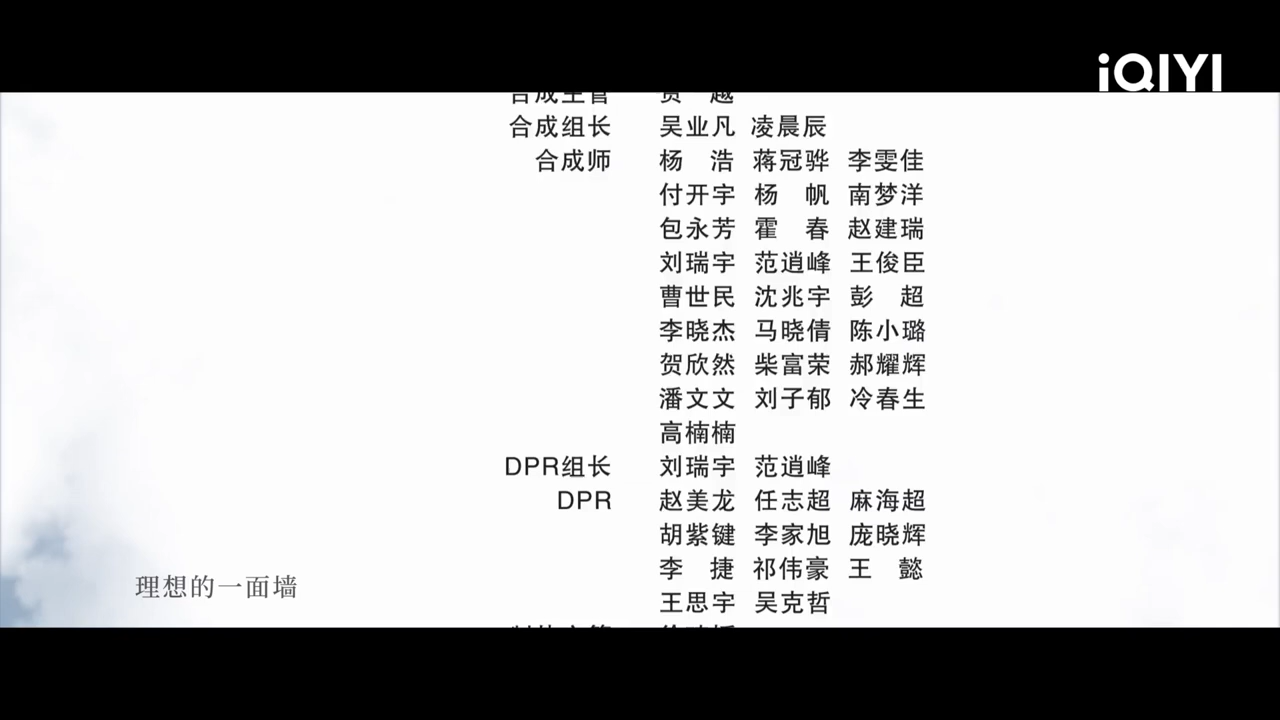 iQIYI
合成组长 吴业凡 凌晨辰
合成师 杨 浩 蒋冠骅 李雯佳
付开宇 杨 帆 南梦洋
包永芳 霍 春 赵建瑞
刘瑞宇 范逍峰 王俊臣
曹世民 沈兆宇 彭 超
李晓杰 马晓倩 陈小璐
贺欣然 柴富荣 郝耀辉
潘文文 刘子郁 冷春生
高楠楠
DPR组长 刘瑞宇 范逍峰
DPR 赵美龙 任志超 麻海超
胡紫键 李家旭 庞晓辉
李 捷 祁伟豪 王 懿
理想的一面墙
王思宇 吴克哲